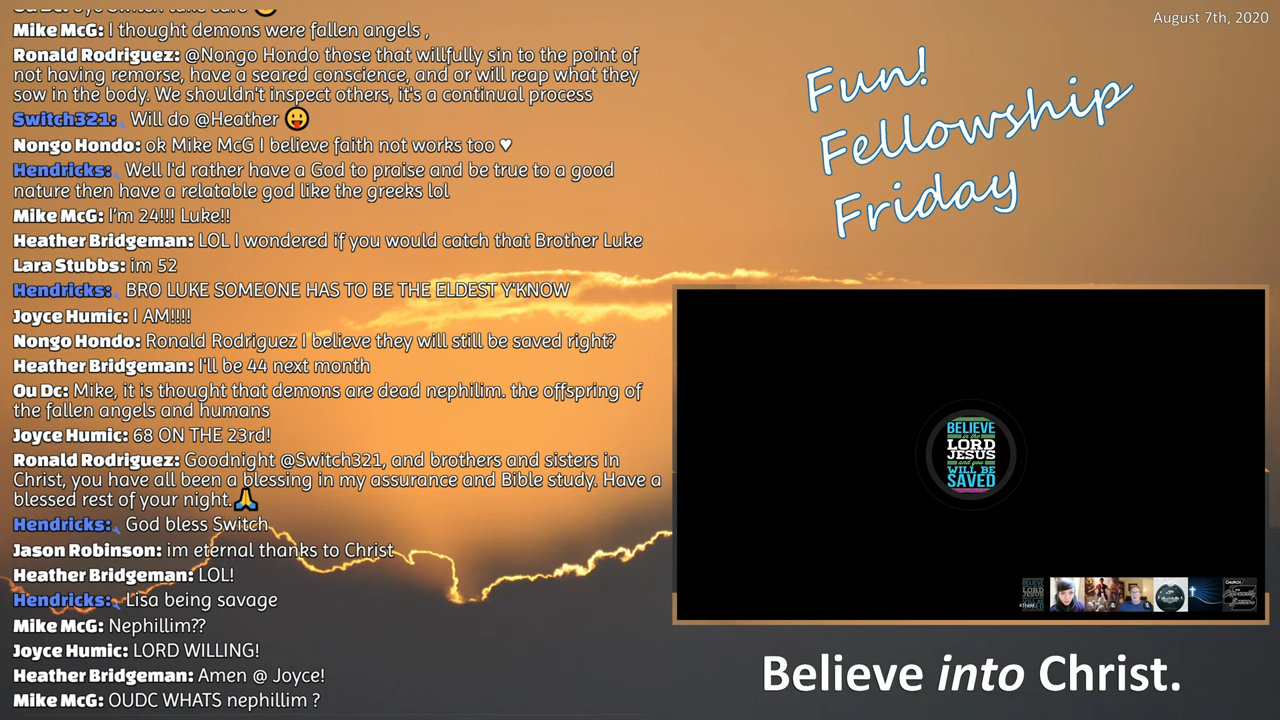 August 7th, 2020
Mike McG: I thought demons were fallen angels ,
Ronald Rodriguez: @Nongo Hondo those that willfully sin to the point of
not having remorse, have a seared conscience, and or will reap what they
sow in the body. We shouldn't inspect others, it's a continual process
Switch321: Will do @Heather 😛
Nongo Hondo: ok Mike McG I believe faith not works too ♥
Hendricks: Well I'd rather have a God to praise and be true to a good
nature then have a relatable god like the greeks lol
Mike McG: I'm 24!!! Luke!!
Heather Bridgeman: LOL I wondered if you would catch that Brother Luke
Lara Stubbs: im 52
Hendricks: BRO LUKE SOMEONE HAS TO BE THE ELDEST Y'KNOW
Joyce Humic: I AM!!!!
Nongo Hondo: Ronald Rodriguez I believe they will still be saved right?
Heather Bridgeman: I'll be 44 next month
Ou Dc: Mike, it is thought that demons are dead nephilim. the offspring of
the fallen angels and humans
Joyce Humic: 68 ON THE 23rd!
Ronald Rodriguez: Goodnight @Switch321, and brothers and sisters in
Christ, you have all been a blessing in my assurance and Bible study. Have a
blessed rest of your night.🙏
Hendricks: God bless Switch
Jason Robinson: im eternal thanks to Christ
Heather Bridgeman: LOL!
Hendricks: Lisa being savage
Mike McG: Nephillim??
Joyce Humic: LORD WILLING!
Heather Bridgeman: Amen @ Joyce!
Mike McG: OUDC WHATS nephillim ?
Fun!
Fellowship
Friday
BELIEVE
in the
LORD
JESUS
and you
WILL BE
SAVED
Believe into Christ.